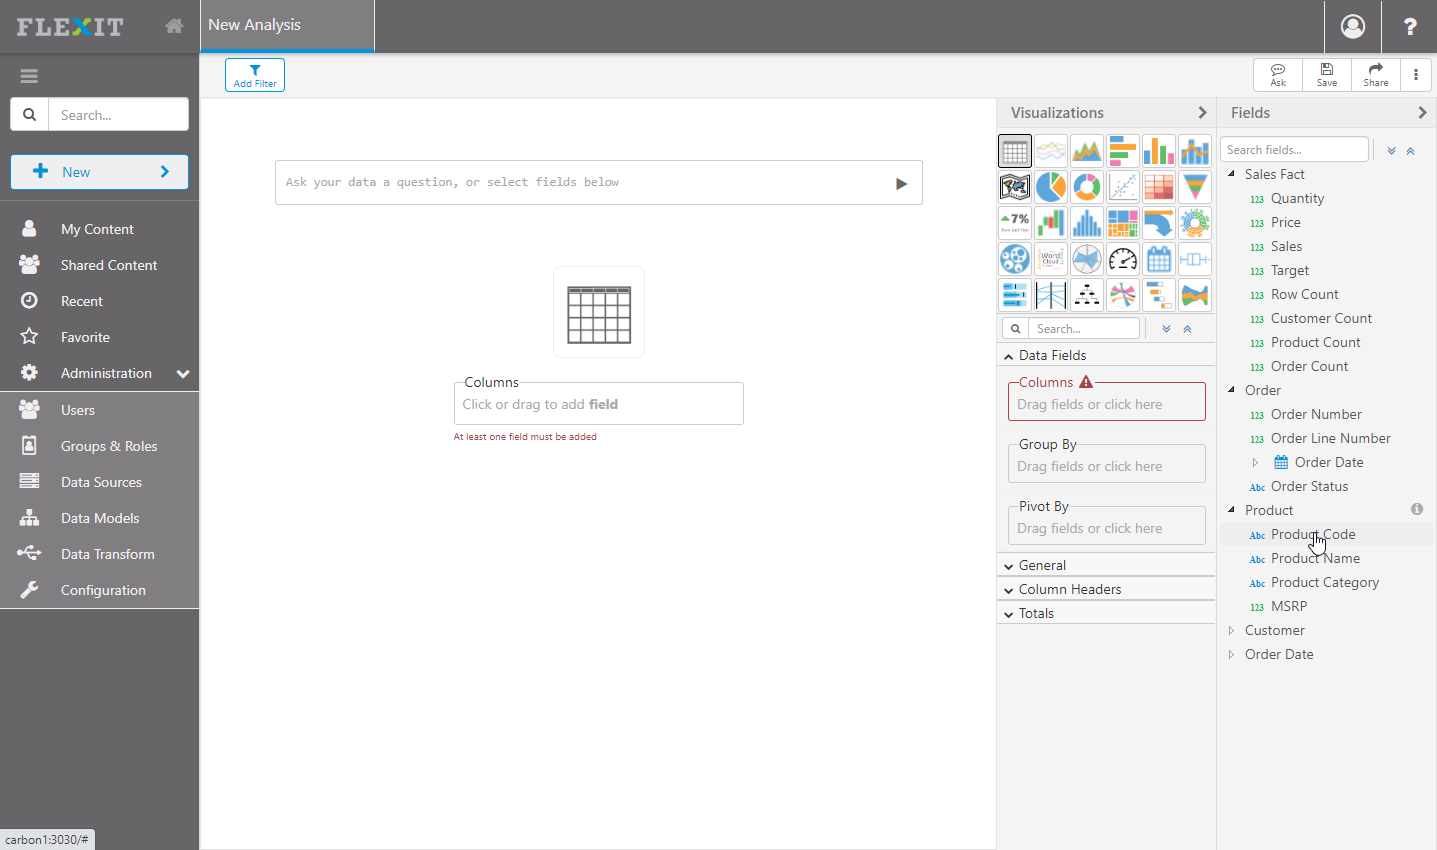 FLEXIT
New Analysis
?
Add Filter
Ask
Save
Share
Search...
New
My Content
Shared Content
Recent
Favorite
Administration
Users
Groups & Roles
Data Sources
Data Models
Data Transform
Configuration
carbon1:3030/#
Ask your data a question, or select fields below
Columns
Click or drag to add field
At least one field must be added
Visualizations
7%
Word
Cloud
Search...
Data Fields
Columns
Drag fields or click here
Group By
Drag fields or click here
Pivot By
Drag fields or click here
General
Column Headers
Totals
Fields
Search fields...
Sales Fact
123 Quantity
123 Price
123 Sales
123 Target
123 Row Count
123 Customer Count
123 Product Count
123 Order Count
Order
123 Order Number
123 Order Line Number
Order Date
Abc Order Status
Product
Abc Product Code
Abc Product Name
Abc Product Category
123 MSRP
Customer
Order Date